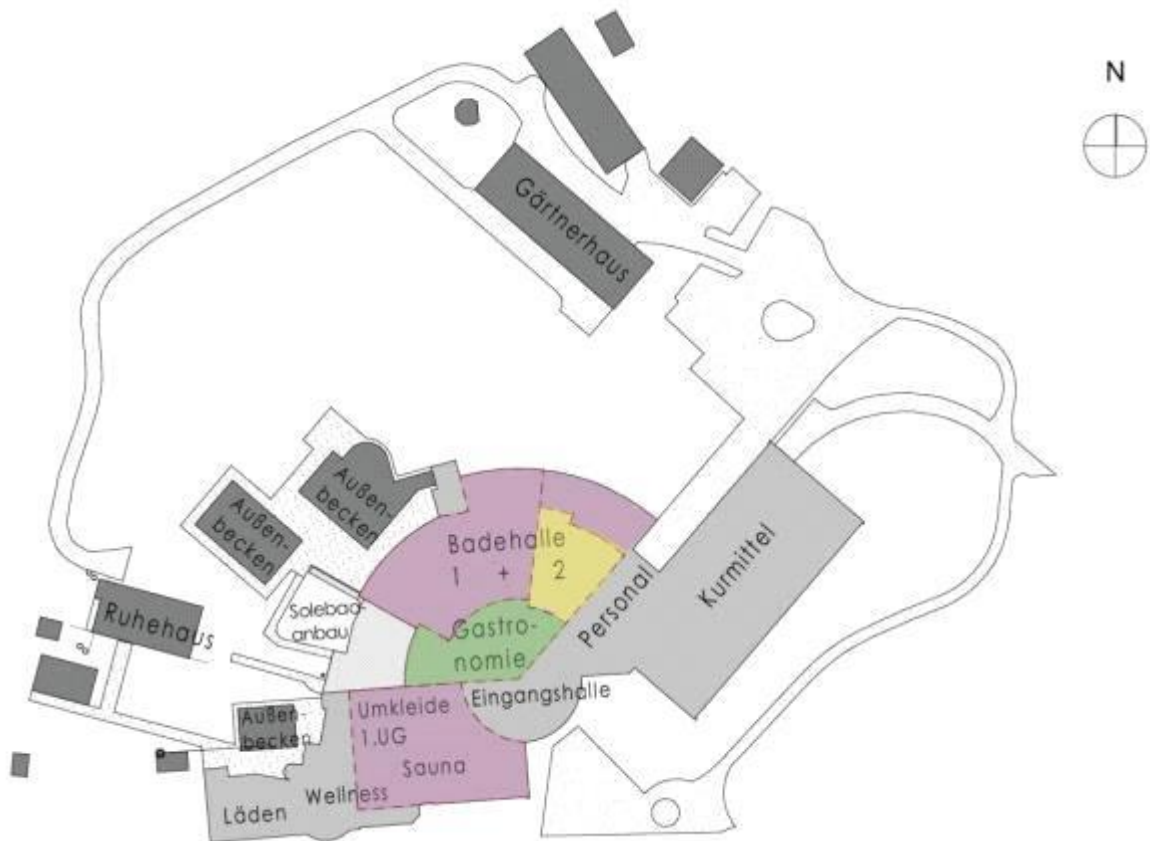 N
Gärtnerhaus
Außen-
becken
Außen-
becken
Badehalle
1 + 2
Solebad-
anbau
Ruhehaus
Gastro-
nomie
Personal
Kurmittel
Eingangshalle
Umkleide
1.UG
Sauna
Außen-
becken
Wellness
Läden